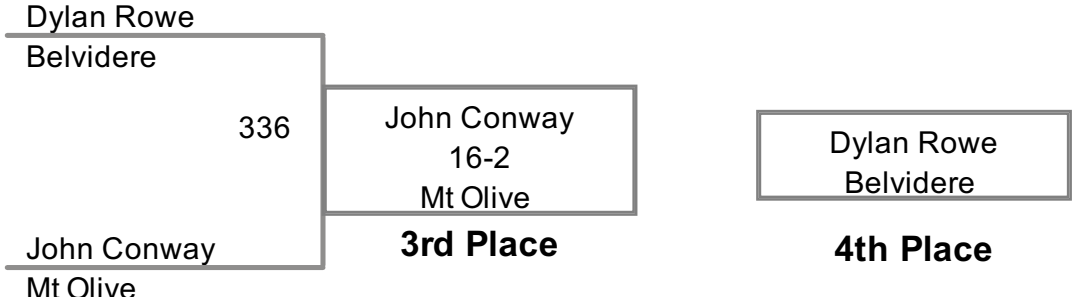 Dylan Rowe
Belvidere
336
John Conway
Mt Olive
John Conway
16-2
Mt Olive
3rd Place
Dylan Rowe
Belvidere
4th Place